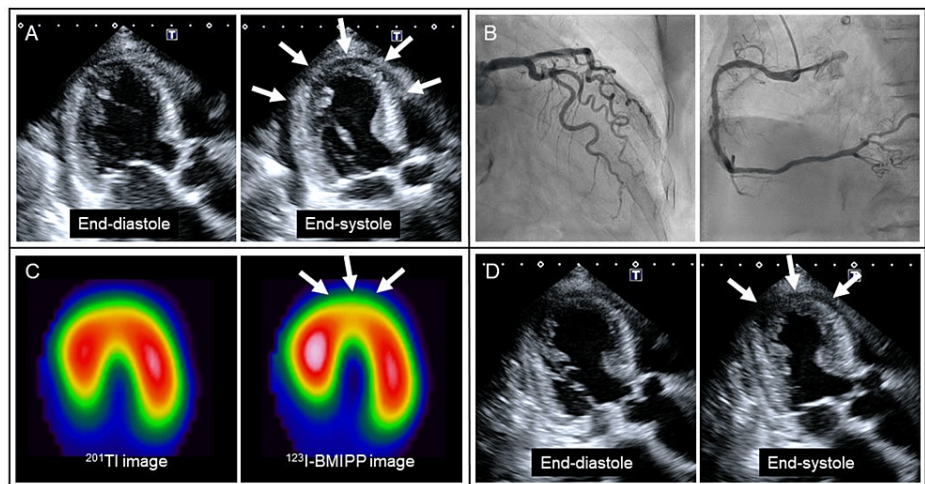 A
T
T
End-diastole
End-systole
B
C
²⁰¹Tl image
¹²³I-BMIPP image
D
T
T
End-diastole
End-systole